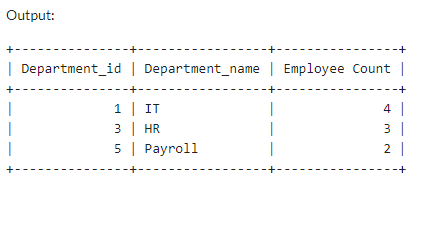 Output:
+---------------+-----------------+----------------+
| Department_id | Department_name | Employee Count |
+---------------+-----------------+----------------+
|             1 | IT              |              4 |
|             3 | HR              |              3 |
|             5 | Payroll         |              2 |
+---------------+-----------------+----------------+